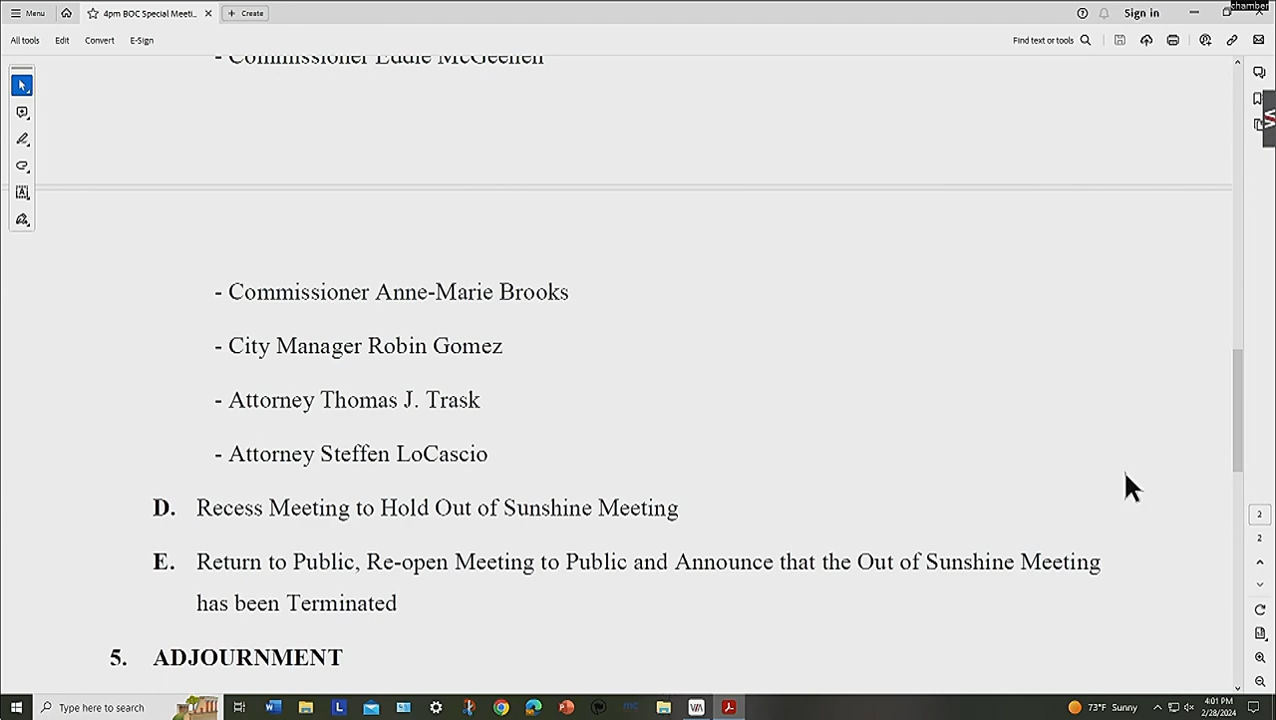 chamber
Menu
4pm BOC Special Meeti...
Create
Sign in
All tools
Edit
Convert
E-Sign
Find text or tools
- Commissioner Eddie McGeehen
- Commissioner Anne-Marie Brooks
- City Manager Robin Gomez
- Attorney Thomas J. Trask
- Attorney Steffen LoCascio
D. Recess Meeting to Hold Out of Sunshine Meeting
E. Return to Public, Re-open Meeting to Public and Announce that the Out of Sunshine Meeting
has been Terminated
5. ADJOURNMENT
2
2
Type here to search
73°F Sunny
4:01 PM
2/28/2024